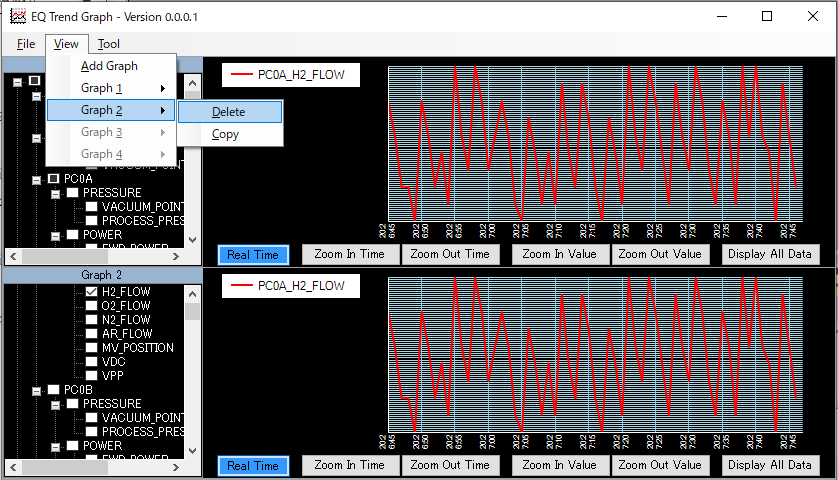 EQ Trend Graph - Version 0.0.0.1
File View Tool
Add Graph
Graph 1
Graph 2
Graph 3
Graph 4
Delete
Copy
PC0A_H2_FLOW
VACUUM_POINT
PC0A
PRESSURE
VACUUM_POINT
PROCESS_PRES
POWER
FWD_POWER
202 6:45
202 6:50
202 6:55
202 7:00
202 7:05
202 7:10
202 7:15
202 7:20
202 7:25
202 7:30
202 7:35
202 7:40
202 7:45
Real Time Zoom In Time Zoom Out Time Zoom In Value Zoom Out Value Display All Data
Graph 2
H2_FLOW
O2_FLOW
N2_FLOW
AR_FLOW
MV_POSITION
VDC
VPP
PC0B
PRESSURE
VACUUM_POINT
PROCESS_PRES
POWER
FWD_POWER
PC0A_H2_FLOW
202 6:45
202 6:50
202 6:55
202 7:00
202 7:05
202 7:10
202 7:15
202 7:20
202 7:25
202 7:30
202 7:35
202 7:40
202 7:45
Real Time Zoom In Time Zoom Out Time Zoom In Value Zoom Out Value Display All Data